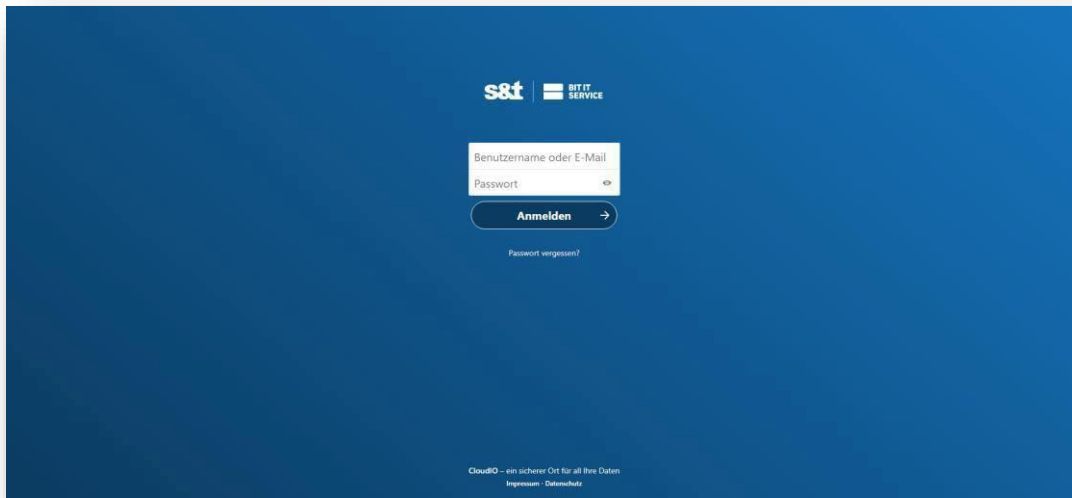 s&t BIT IT
SERVICE
Benutzername oder E-Mail
Passwort
Anmelden
Passwort vergessen?
CloudIO – ein sicherer Ort für all Ihre Daten
Impressum · Datenschutz